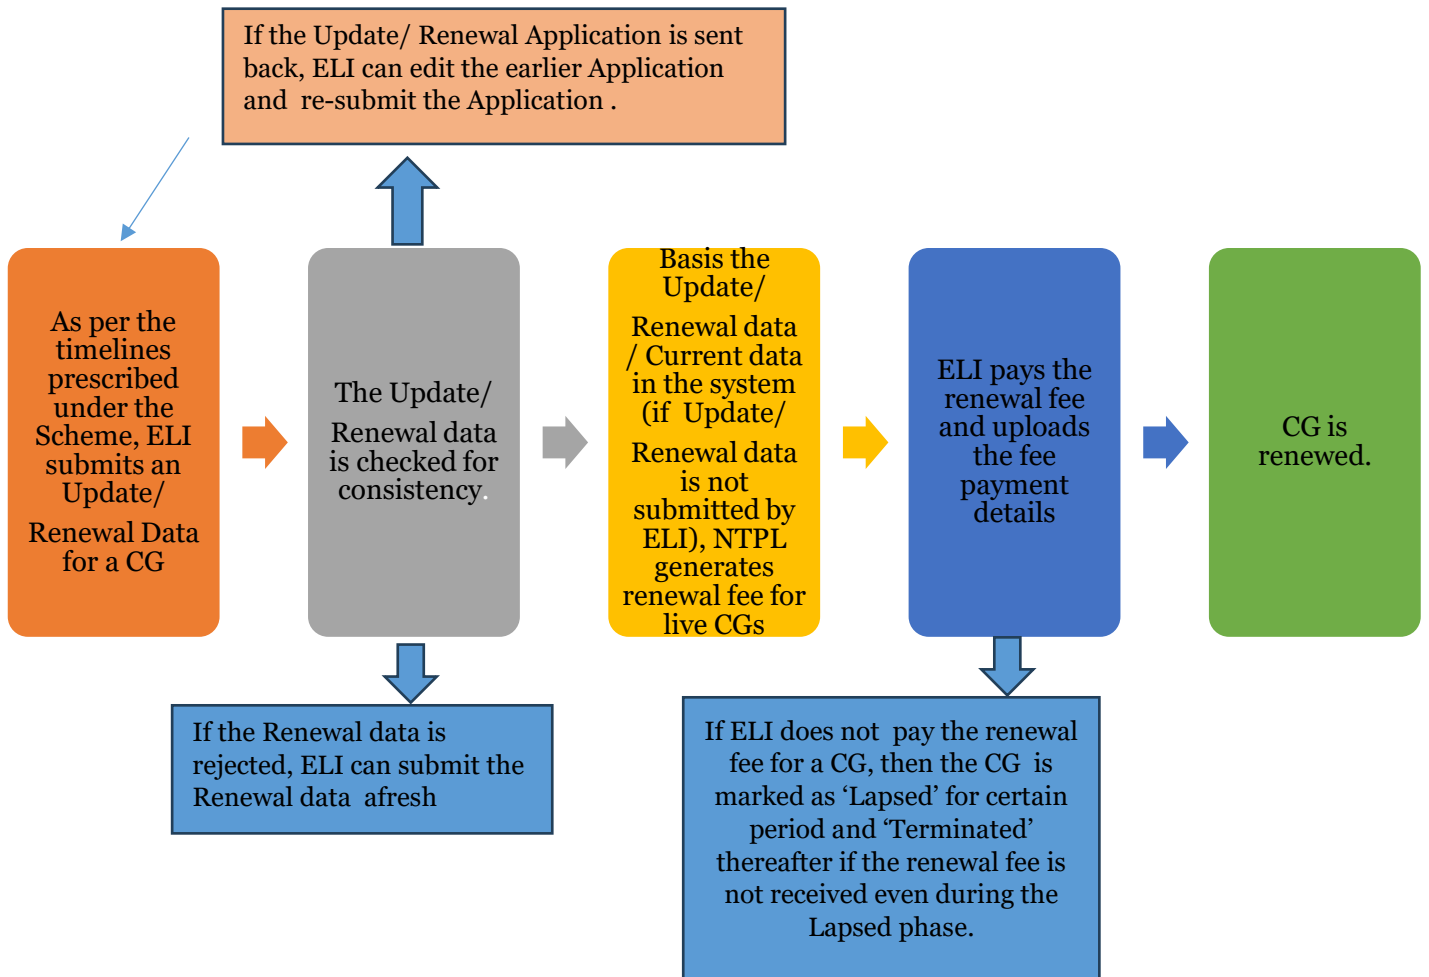 If the Update/ Renewal Application is sent
back, ELI can edit the earlier Application
and re-submit the Application .
As per the
timelines
prescribed
under the
Scheme, ELI
submits an
Update/
Renewal Data
for a CG
The Update/
Renewal data
is checked for
consistency.
Basis the
Update/
Renewal data
/ Current data
in the system
(if Update/
Renewal data
is not
submitted by
ELI), NTPL
generates
renewal fee for
live CGs
ELI pays the
renewal fee
and uploads
the fee
payment
details
CG is
renewed.
If the Renewal data is
rejected, ELI can submit the
Renewal data afresh
If ELI does not pay the renewal
fee for a CG, then the CG is
marked as ‘Lapsed’ for certain
period and ‘Terminated’
thereafter if the renewal fee is
not received even during the
Lapsed phase.